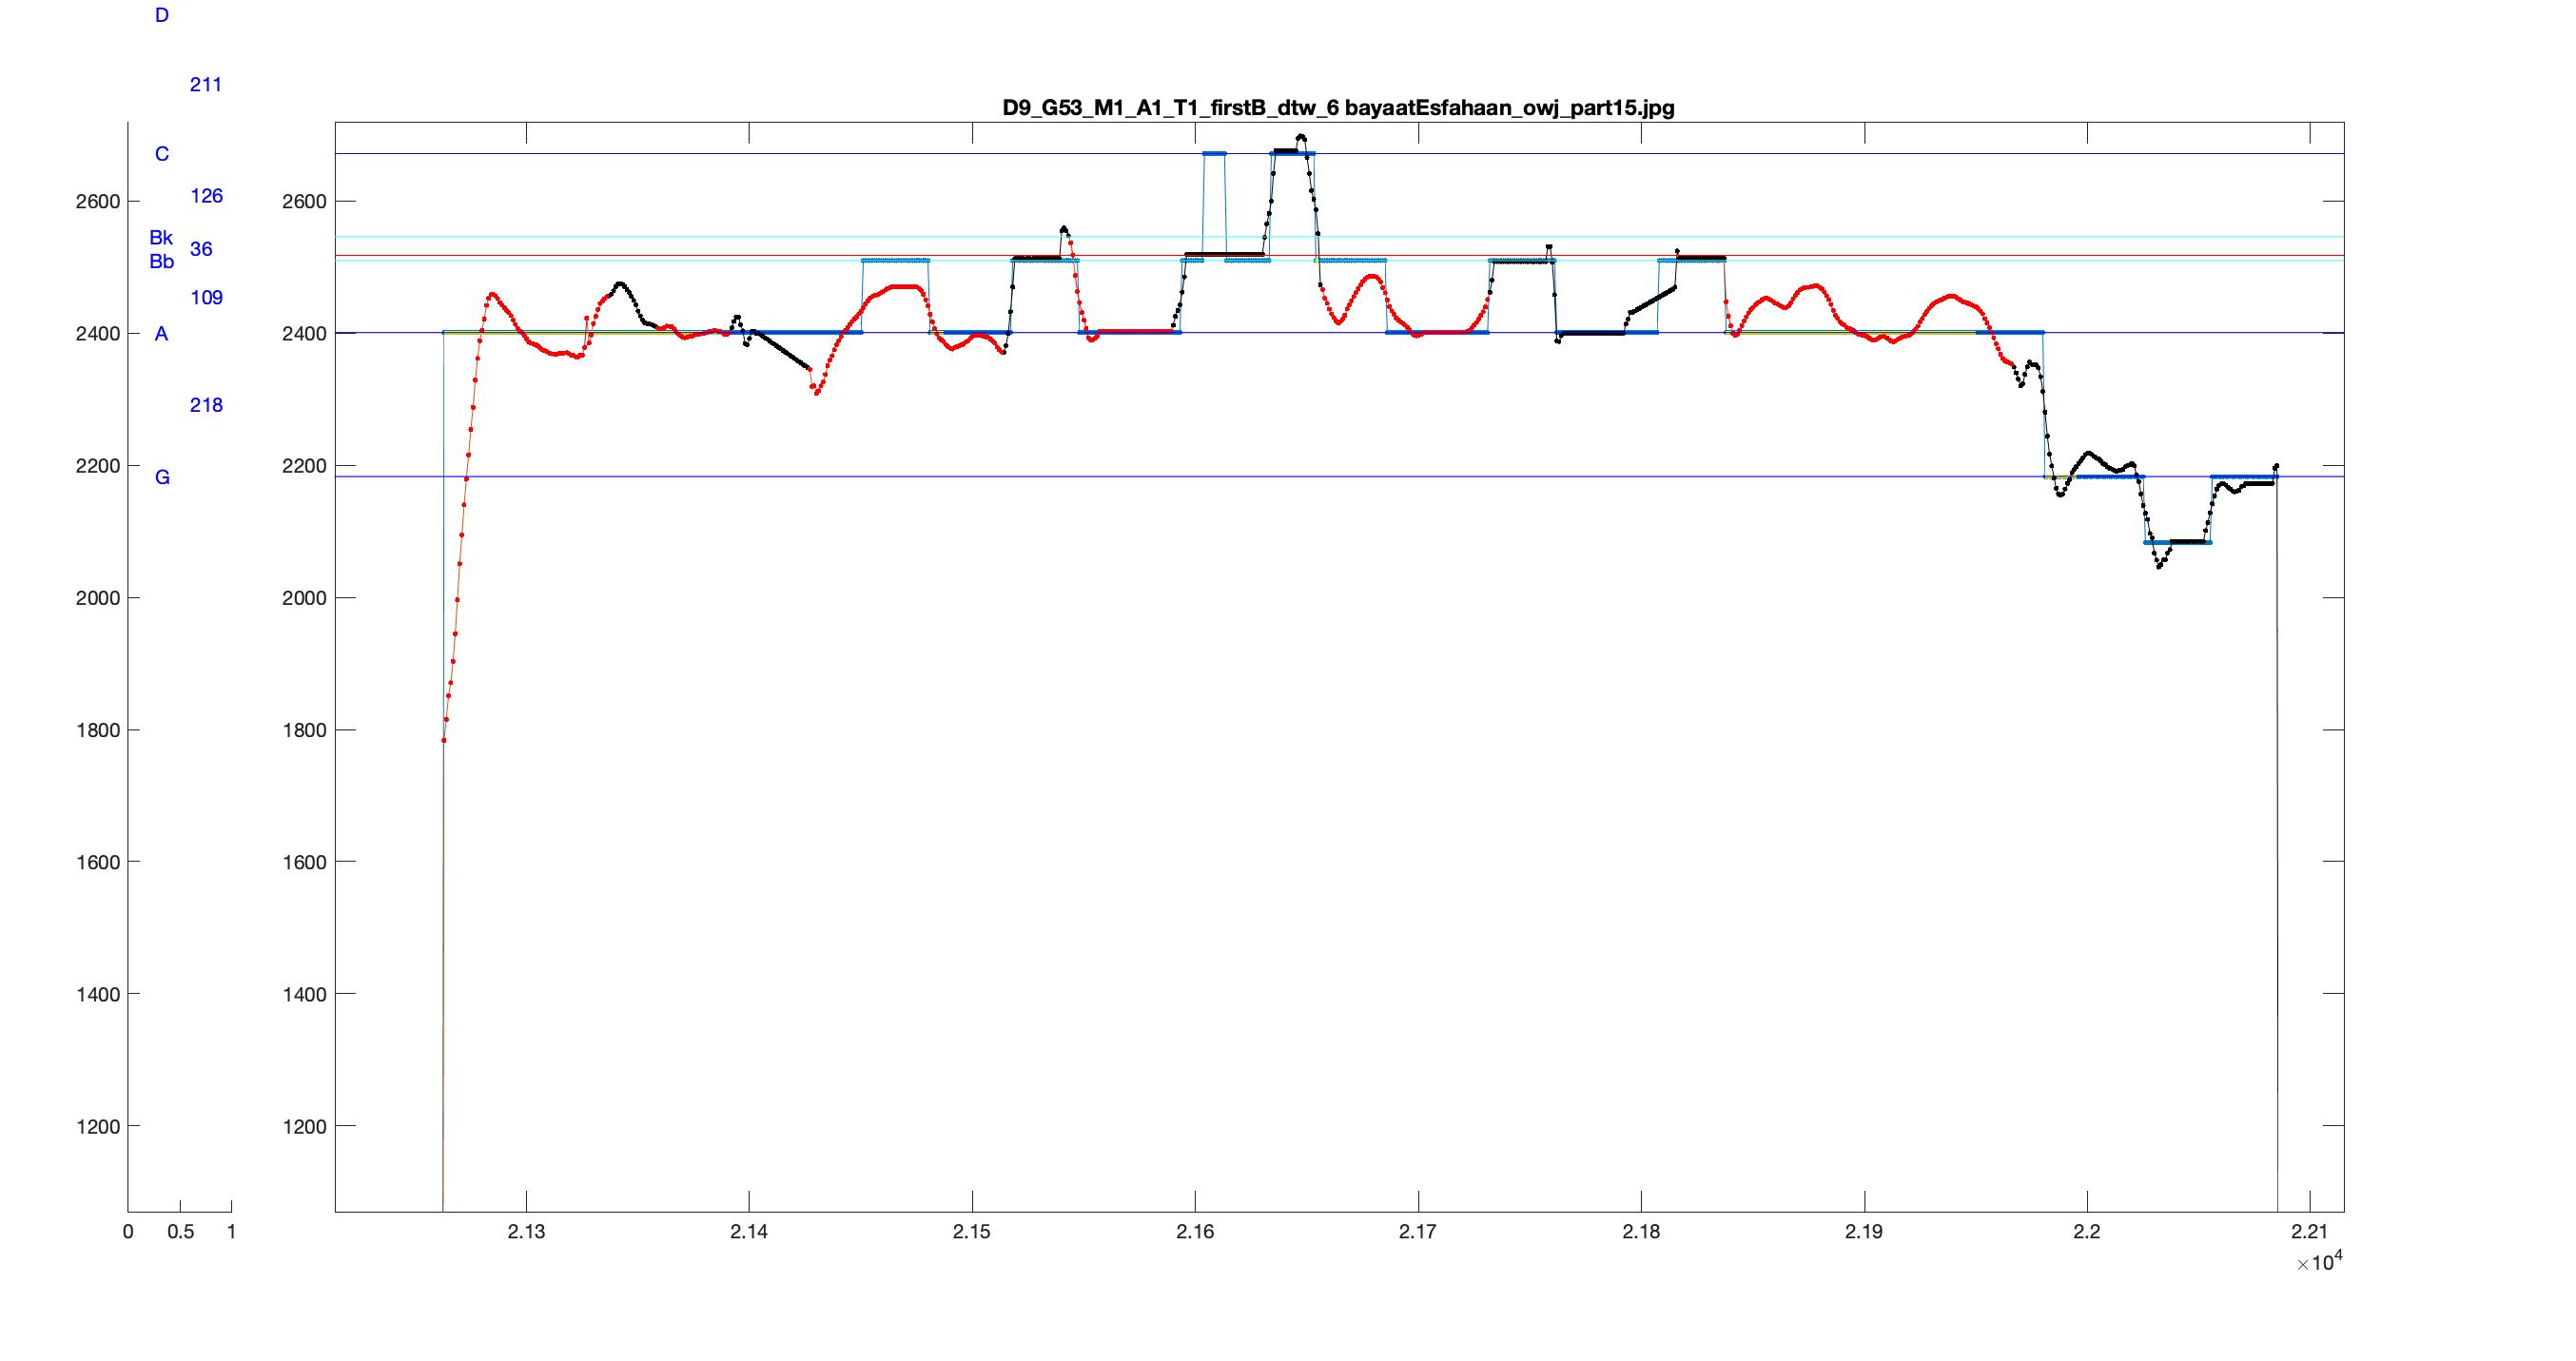 D
211
D9_G53_M1_A1_T1_firstB_dtw_6 bayaatEsfahaan_owj_part15.jpg
C
2600 126 2600
Bk
36
Bb
109
2400 A 2400
218
2200 G 2200
2000 2000
1800 1800
1600 1600
1400 1400
1200 1200
0 0.5 1 2.13 2.14 2.15 2.16 2.17 2.18 2.19 2.2 2.21
×10⁴